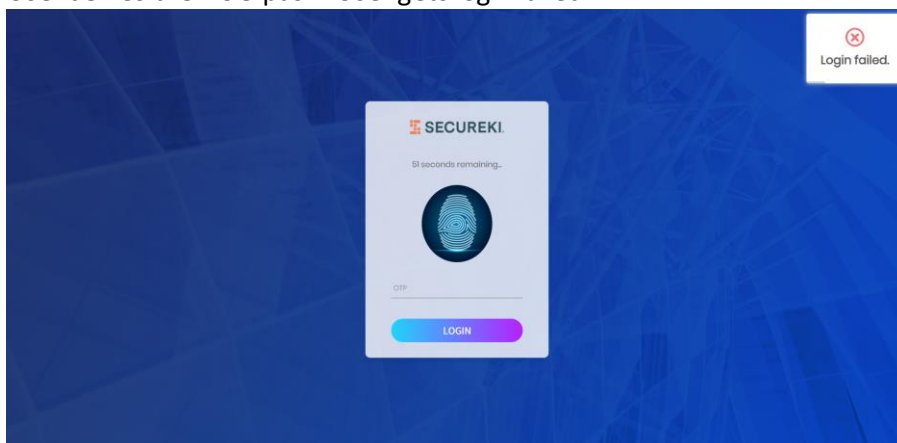 Login failed.
SECUREKI.
51 seconds remaining...
OTP
LOGIN